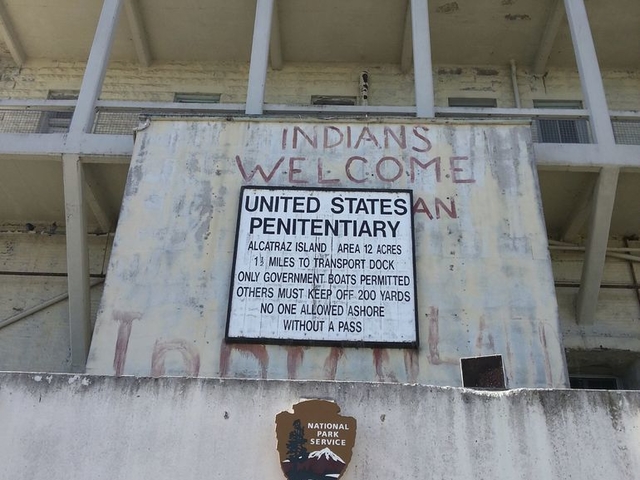 INDIANS
WELCOME
UNITED STATES
PENITENTIARY
ALCATRAZ ISLAND AREA 12 ACRES
1½ MILES TO TRANSPORT DOCK
ONLY GOVERNMENT BOATS PERMITTED
OTHERS MUST KEEP OFF 200 YARDS
NO ONE ALLOWED ASHORE
WITHOUT A PASS
NATIONAL
PARK
SERVICE